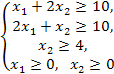 x₁ + 2x₂ ≥ 10,
2x₁ + x₂ ≥ 10,
x₂ ≥ 4,
x₁ ≥ 0, x₂ ≥ 0